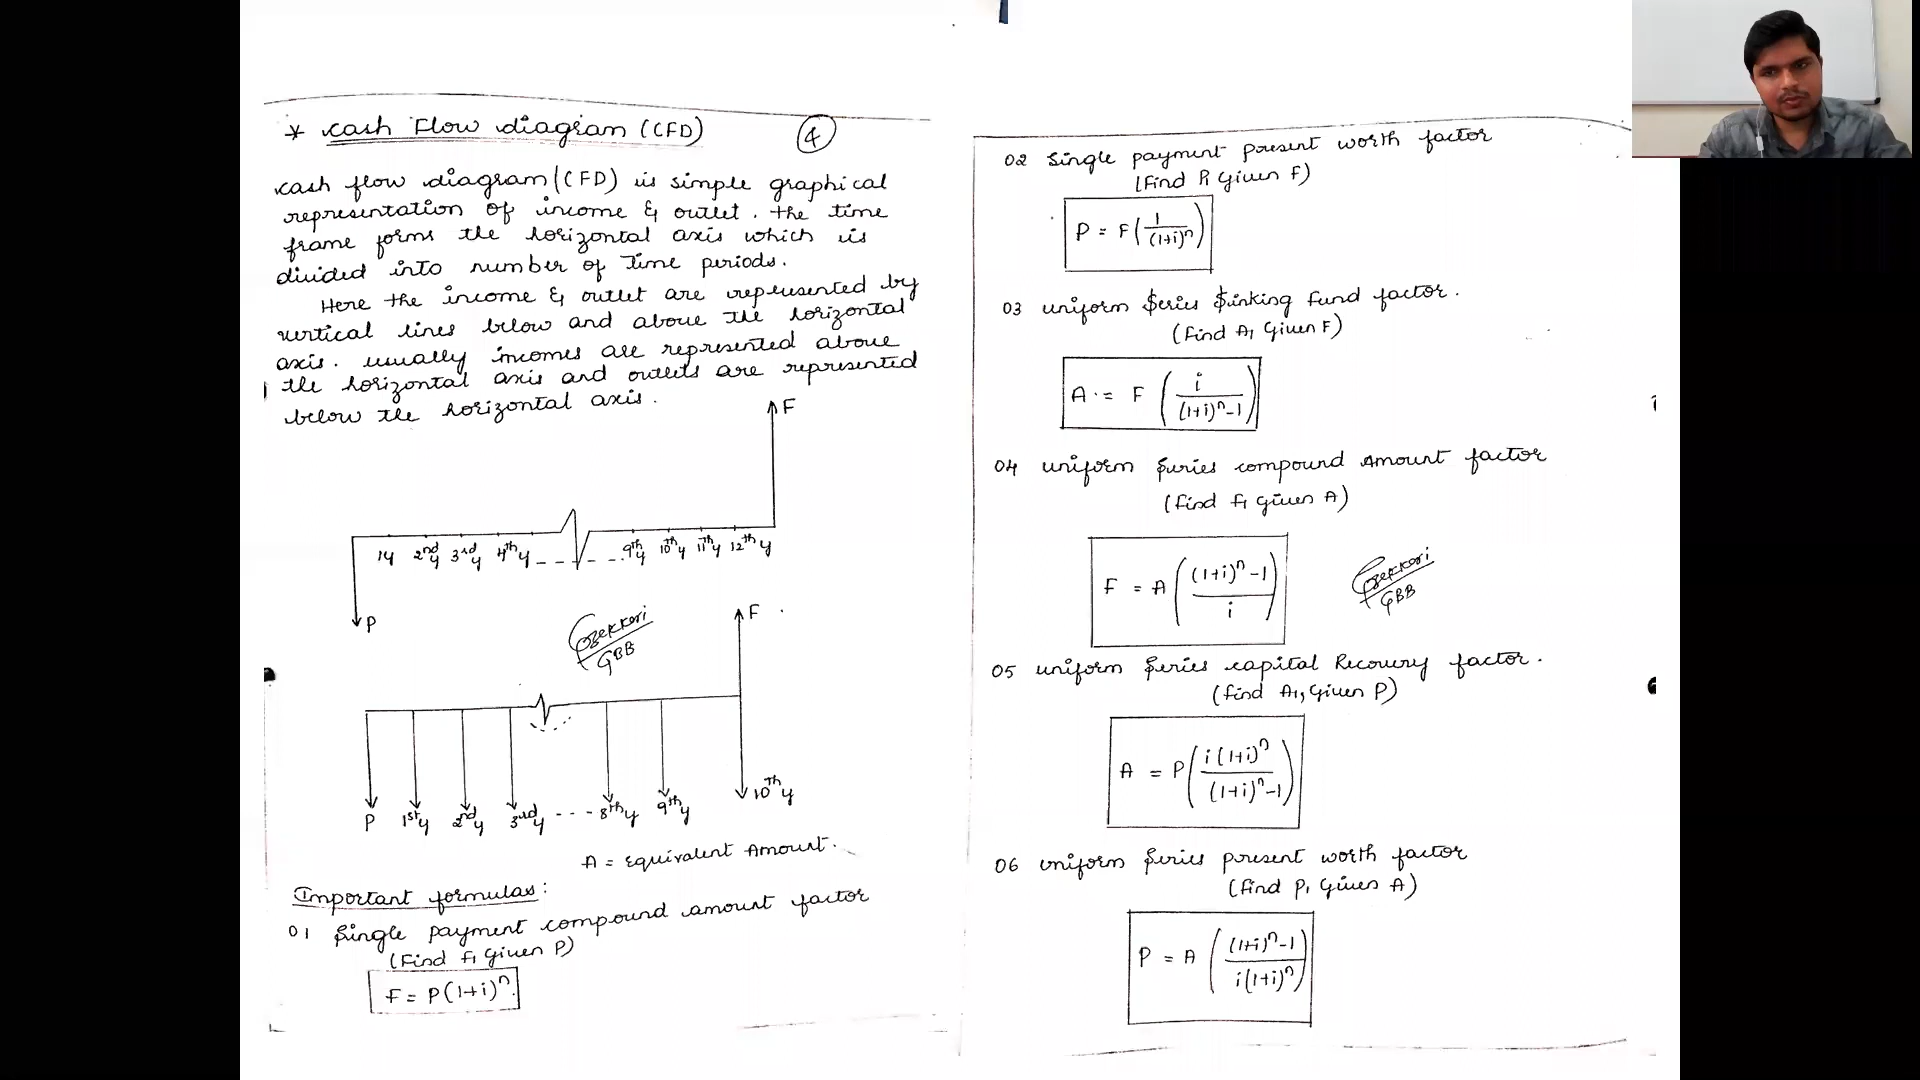 * Cash Flow diagram (CFD)
4
Cash flow diagram (CFD) is simple graphical
representation of income & outlet. The time
frame forms the horizontal axis which is
divided into number of Time periods.
Here the income & outlet are represented by
vertical lines below and above the horizontal
axis. usually incomes are represented above
the horizontal axis and outlets are represented
below the horizontal axis.
F
1y 2nd y 3rd y 4th y - - - - - - 9th y 10th y 11th y 12th y
P
F
GBB
P 1st y 2nd y 3rd y - - - 8th y 9th y 10th y
A = Equivalent Amount.
Important formulas:
01 Single payment compound amount factor
(Find F, Given P)
F = P(1+i)^n
02 Single payment present worth factor
(Find P, Given F)
P = F(1/(1+i)^n)
03 uniform Series Sinking Fund factor.
(Find A, Given F)
A = F (i/((1+i)^n-1))
04 uniform Series compound Amount factor
(find F, Given A)
F = A(((1+i)^n-1)/i)
GBB
05 uniform Series capital Recovery factor.
(find A, Given P)
A = P(i(1+i)^n/((1+i)^n-1))
06 uniform Series present worth factor
(find P, Given A)
P = A (((1+i)^n-1)/(i(1+i)^n))